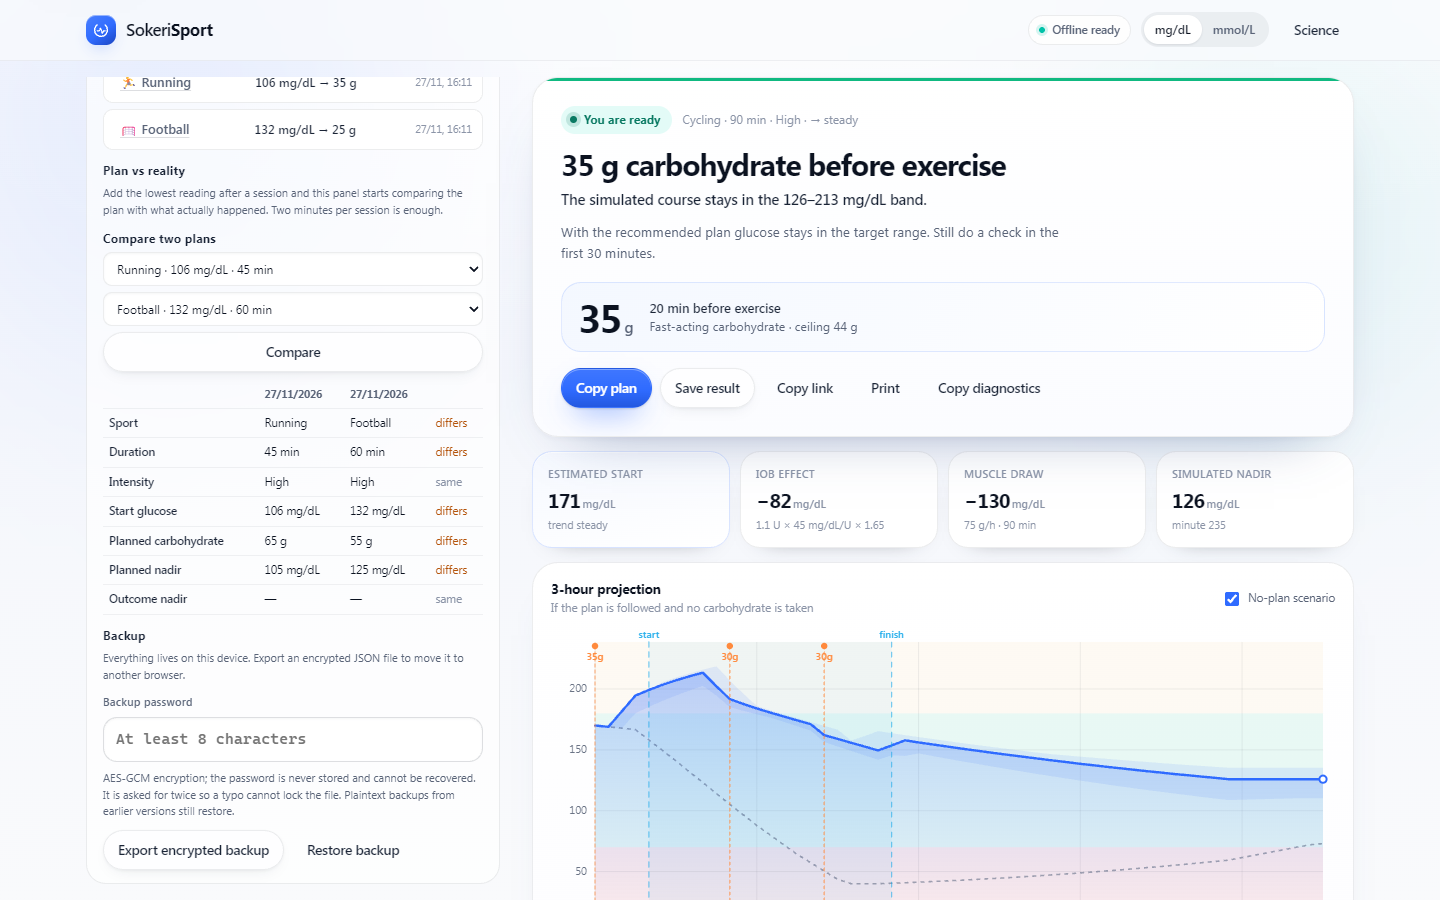 SokeriSport
Offline ready
mg/dL
mmol/L
Science
Running
106 mg/dL → 35 g
27/11, 16:11
Football
132 mg/dL → 25 g
27/11, 16:11
Plan vs reality
Add the lowest reading after a session and this panel starts comparing the
plan with what actually happened. Two minutes per session is enough.
Compare two plans
Running · 106 mg/dL · 45 min
Football · 132 mg/dL · 60 min
Compare
27/11/2026 27/11/2026
Sport Running Football differs
Duration 45 min 60 min differs
Intensity High High same
Start glucose 106 mg/dL 132 mg/dL differs
Planned carbohydrate 65 g 55 g differs
Planned nadir 105 mg/dL 125 mg/dL differs
Outcome nadir — — same
Backup
Everything lives on this device. Export an encrypted JSON file to move it to
another browser.
Backup password
At least 8 characters
AES-GCM encryption; the password is never stored and cannot be recovered.
It is asked for twice so a typo cannot lock the file. Plaintext backups from
earlier versions still restore.
Export encrypted backup
Restore backup
You are ready
Cycling · 90 min · High · → steady
35 g carbohydrate before exercise
The simulated course stays in the 126–213 mg/dL band.
With the recommended plan glucose stays in the target range. Still do a check in the
first 30 minutes.
35 g
20 min before exercise
Fast-acting carbohydrate · ceiling 44 g
Copy plan
Save result
Copy link
Print
Copy diagnostics
ESTIMATED START
171 mg/dL
trend steady
IOB EFFECT
−82 mg/dL
1.1 U × 45 mg/dL/U × 1.65
MUSCLE DRAW
−130 mg/dL
75 g/h · 90 min
SIMULATED NADIR
126 mg/dL
minute 235
3-hour projection
If the plan is followed and no carbohydrate is taken
No-plan scenario
start
finish
35g
30g
30g
200
150
100
50